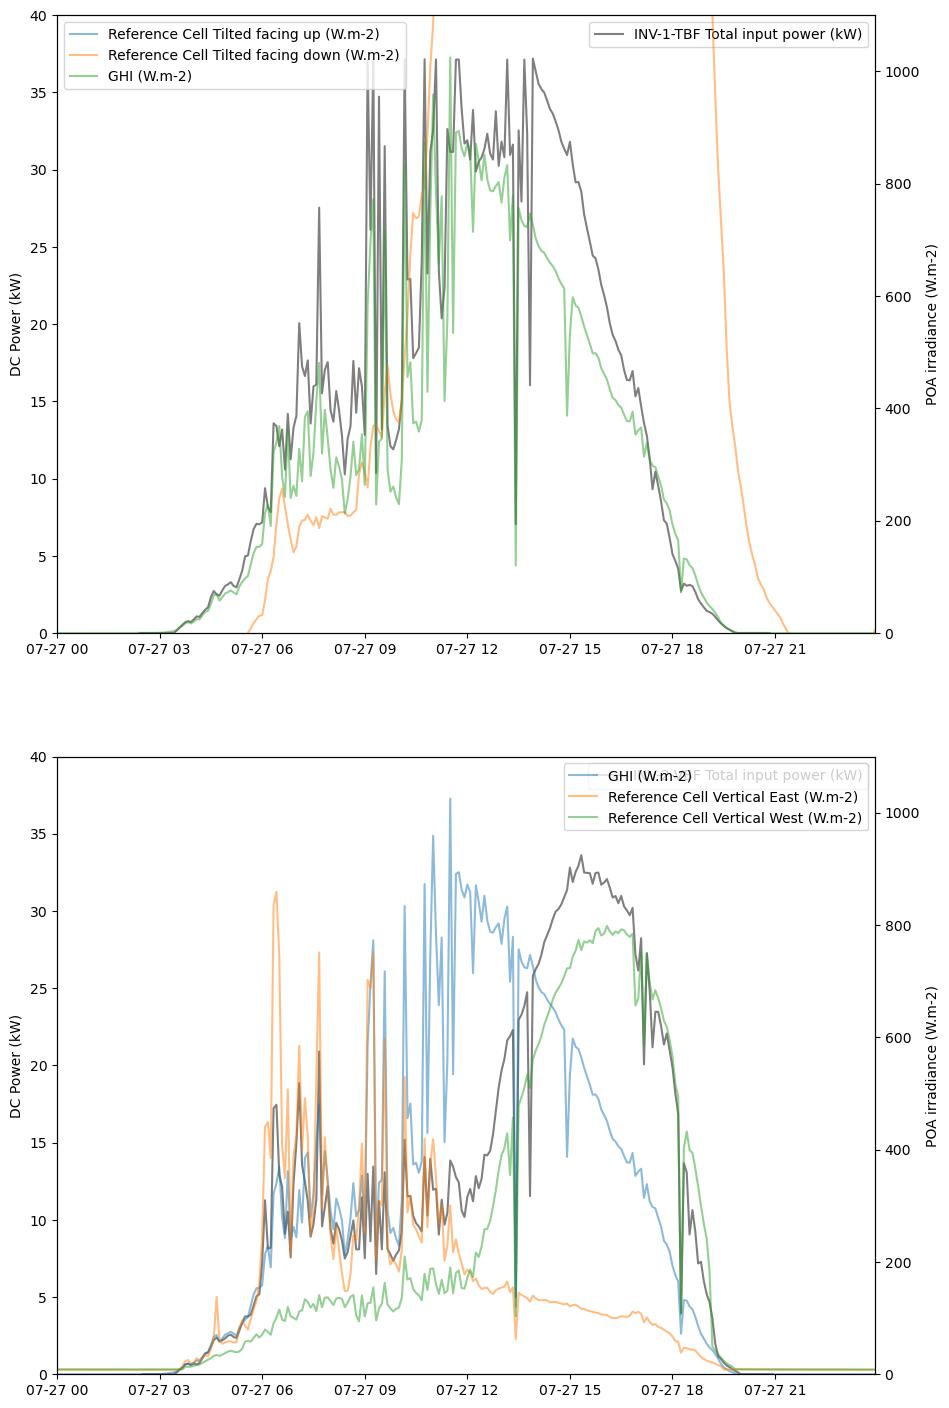 40
35
30
25
20
15
10
5
0
DC Power (kW)
Reference Cell Tilted facing up (W.m-2)
Reference Cell Tilted facing down (W.m-2)
GHI (W.m-2)
INV-1-TBF Total input power (kW)
1000
800
600
400
200
0
POA irradiance (W.m-2)
07-27 00 07-27 03 07-27 06 07-27 09 07-27 12 07-27 15 07-27 18 07-27 21
40
35
30
25
20
15
10
5
0
DC Power (kW)
GHI (W.m-2)
Total input power (kW)
Reference Cell Vertical East (W.m-2)
Reference Cell Vertical West (W.m-2)
1000
800
600
400
200
0
POA irradiance (W.m-2)
07-27 00 07-27 03 07-27 06 07-27 09 07-27 12 07-27 15 07-27 18 07-27 21